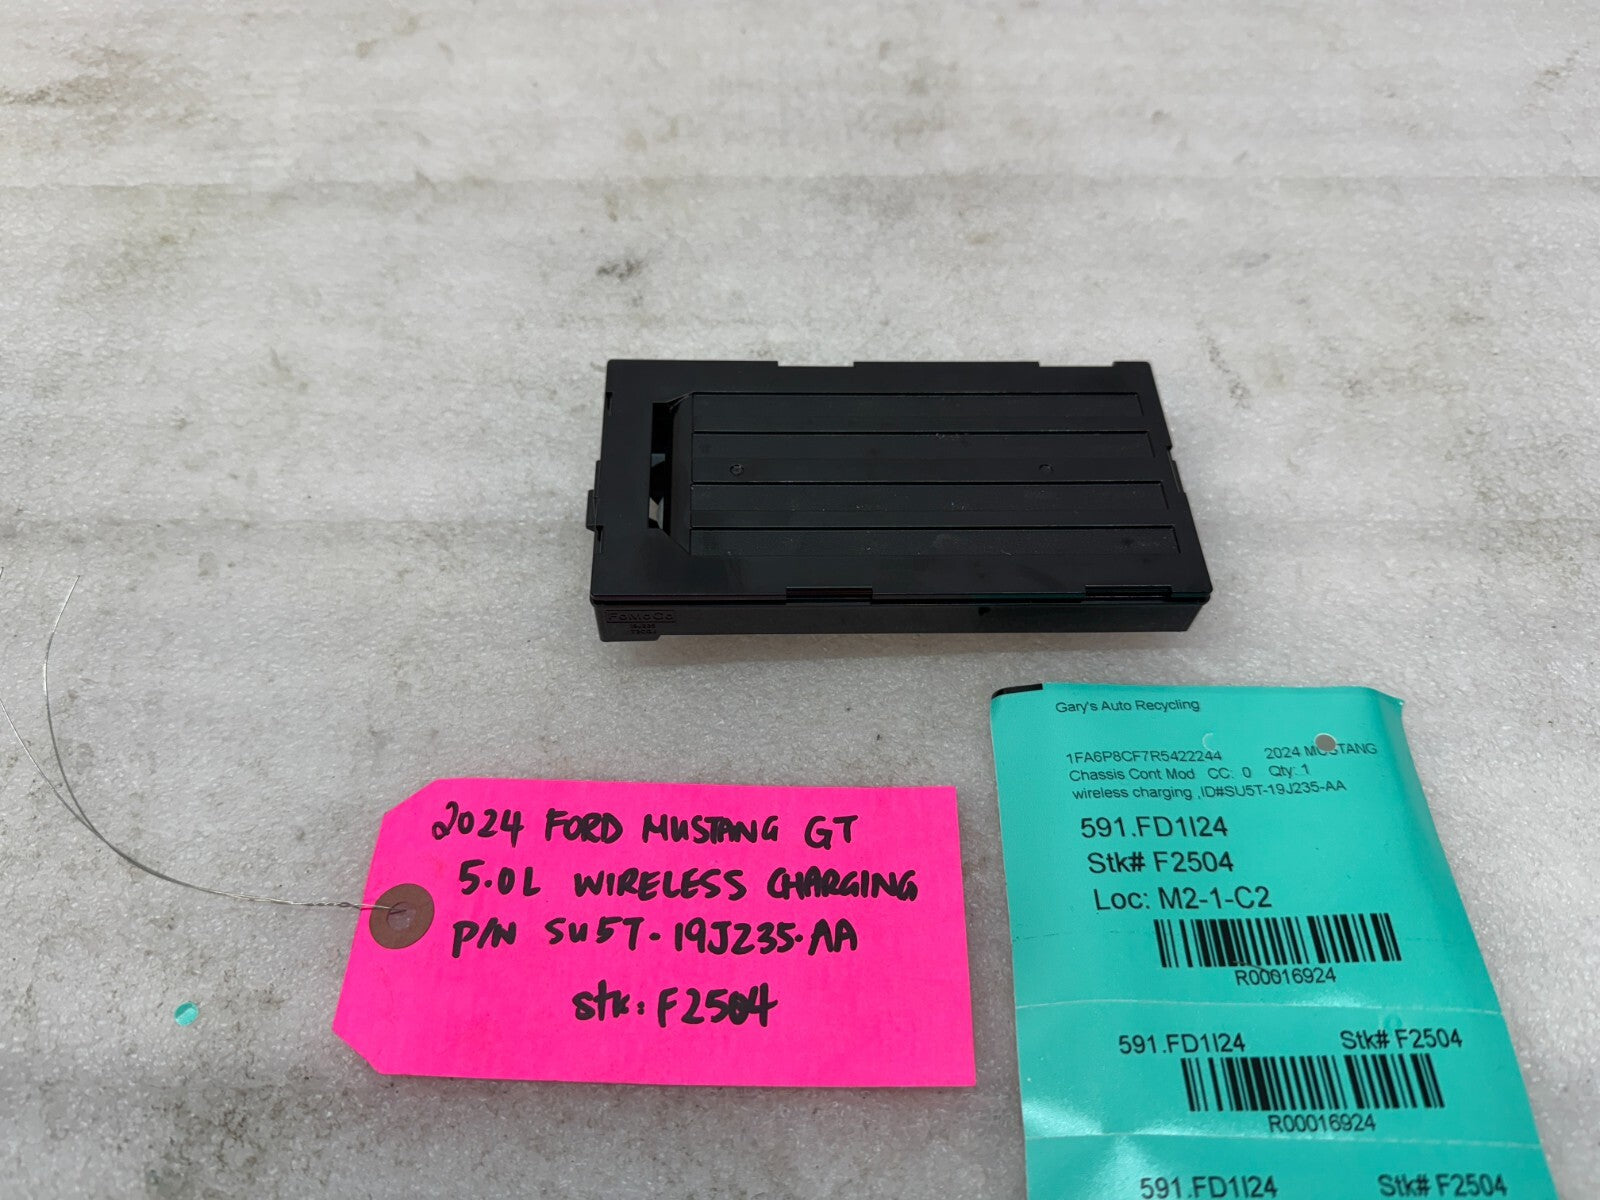 FoMoCo
2024 FORD MUSTANG GT
5.0L WIRELESS CHARGING
P/N SU5T-19J235-AA
stk: F2504
Gary's Auto Recycling
1FA6P8CF7R5422244 2024 MUSTANG
Chassis Cont Mod CC: 0 Qty: 1
wireless charging ,ID#SU5T-19J235-AA
591.FD1I24
Stk# F2504
Loc: M2-1-C2
R00016924
591.FD1I24 Stk# F2504
R00016924
591.FD1I24 Stk# F2504